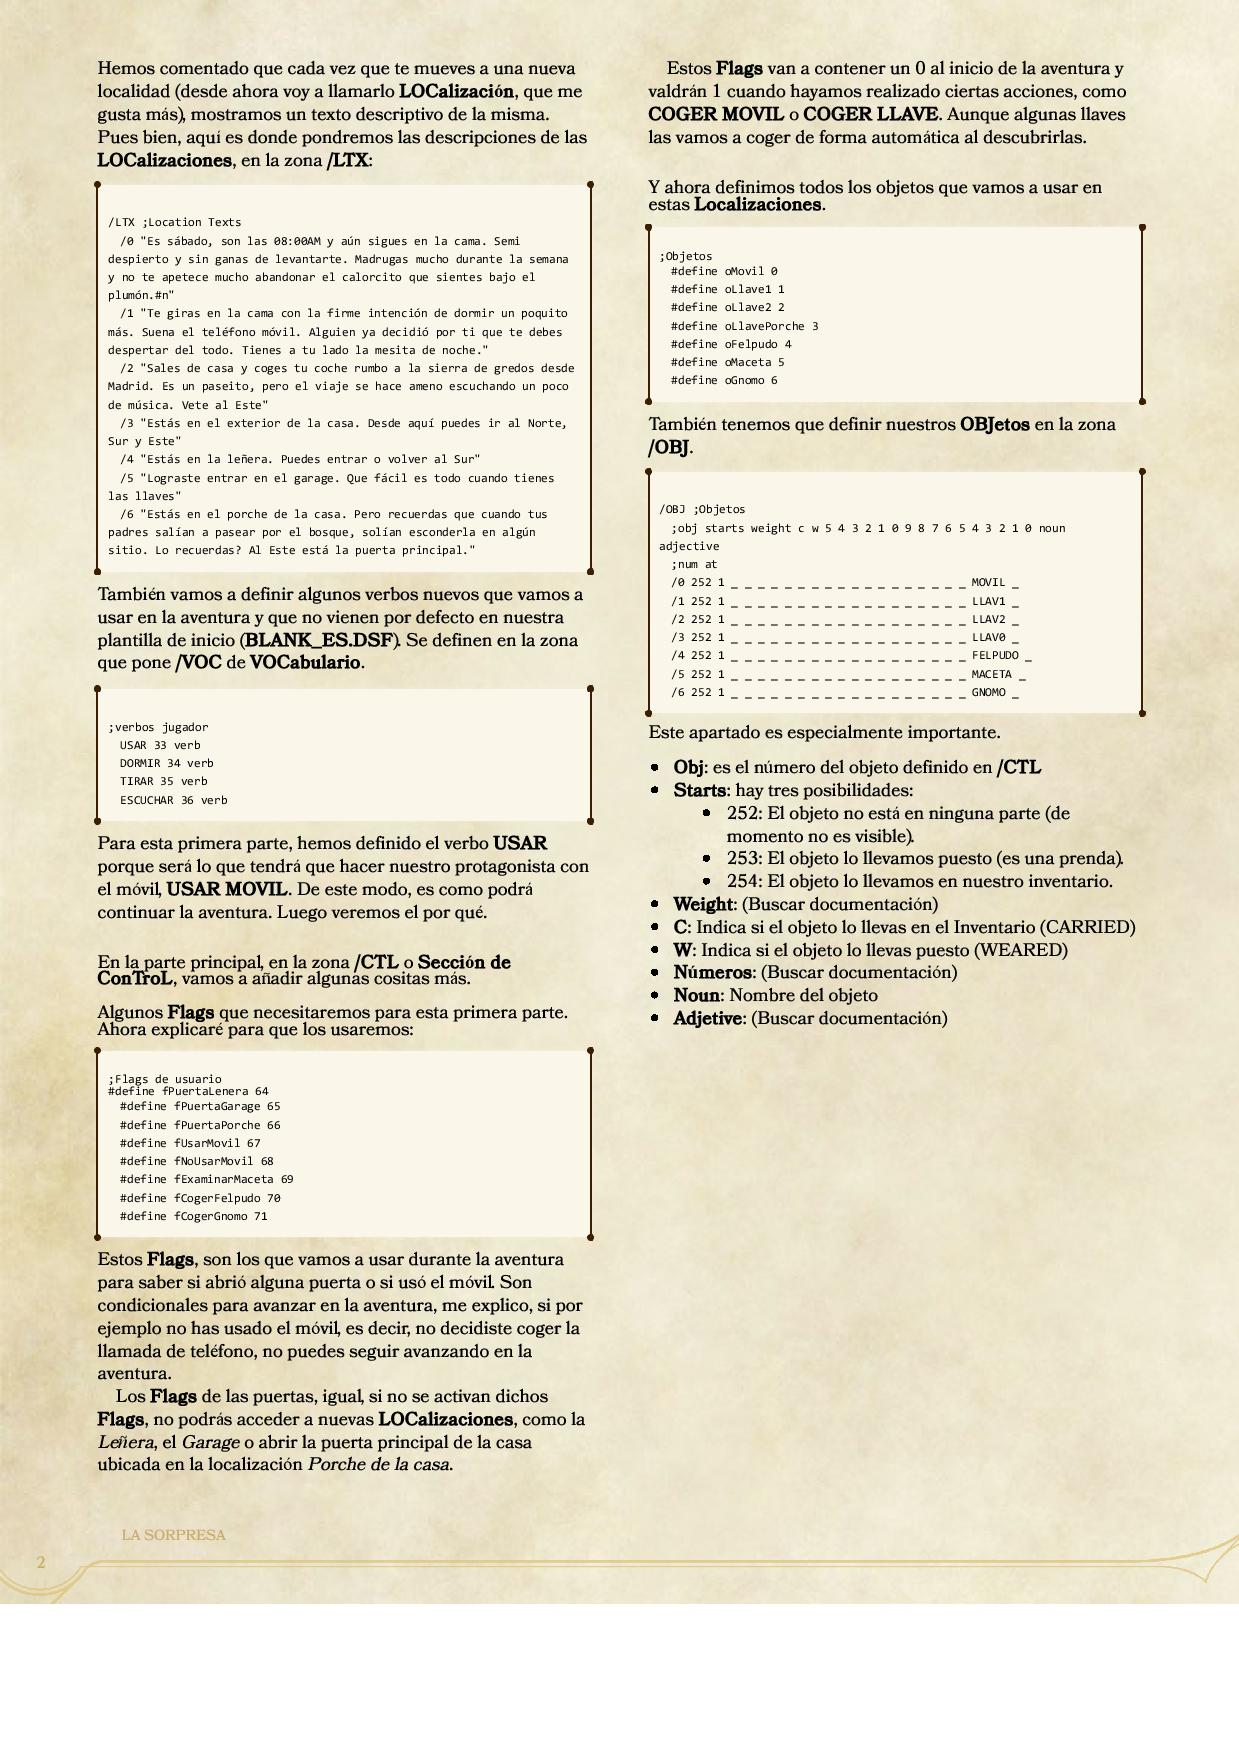 Hemos comentado que cada vez que te mueves a una nueva
localidad (desde ahora voy a llamarlo LOCalización, que me
gusta más), mostramos un texto descriptivo de la misma.
Pues bien, aquí es donde pondremos las descripciones de las
LOCalizaciones, en la zona /LTX:
/LTX ;Location Texts
/0 "Es sábado, son las 08:00AM y aún sigues en la cama. Semi
despierto y sin ganas de levantarte. Madrugas mucho durante la semana
y no te apetece mucho abandonar el calorcito que sientes bajo el
plumón.#n"
/1 "Te giras en la cama con la firme intención de dormir un poquito
más. Suena el teléfono móvil. Alguien ya decidió por ti que te debes
despertar del todo. Tienes a tu lado la mesita de noche."
/2 "Sales de casa y coges tu coche rumbo a la sierra de gredos desde
Madrid. Es un paseito, pero el viaje se hace ameno escuchando un poco
de música. Vete al Este"
/3 "Estás en el exterior de la casa. Desde aquí puedes ir al Norte,
Sur y Este"
/4 "Estás en la leñera. Puedes entrar o volver al Sur"
/5 "Lograste entrar en el garage. Que fácil es todo cuando tienes
las llaves"
/6 "Estás en el porche de la casa. Pero recuerdas que cuando tus
padres salían a pasear por el bosque, solían esconderla en algún
sitio. Lo recuerdas? Al Este está la puerta principal."
También vamos a definir algunos verbos nuevos que vamos a
usar en la aventura y que no vienen por defecto en nuestra
plantilla de inicio (BLANK_ES.DSF). Se definen en la zona
que pone /VOC de VOCabulario.
;verbos jugador
USAR 33 verb
DORMIR 34 verb
TIRAR 35 verb
ESCUCHAR 36 verb
Para esta primera parte, hemos definido el verbo USAR
porque será lo que tendrá que hacer nuestro protagonista con
el móvil, USAR MOVIL. De este modo, es como podrá
continuar la aventura. Luego veremos el por qué.
En la parte principal, en la zona /CTL o Sección de
ConTroL, vamos a añadir algunas cositas más.
Algunos Flags que necesitaremos para esta primera parte.
Ahora explicaré para que los usaremos:
;Flags de usuario
#define fPuertaLenera 64
#define fPuertaGarage 65
#define fPuertaPorche 66
#define fUsarMovil 67
#define fNoUsarMovil 68
#define fExaminarMaceta 69
#define fCogerFelpudo 70
#define fCogerGnomo 71
Estos Flags, son los que vamos a usar durante la aventura
para saber si abrió alguna puerta o si usó el móvil. Son
condicionales para avanzar en la aventura, me explico, si por
ejemplo no has usado el móvil, es decir, no decidiste coger la
llamada de teléfono, no puedes seguir avanzando en la
aventura.
Los Flags de las puertas, igual, si no se activan dichos
Flags, no podrás acceder a nuevas LOCalizaciones, como la
Leñera, el Garage o abrir la puerta principal de la casa
ubicada en la localización Porche de la casa.
Estos Flags van a contener un 0 al inicio de la aventura y
valdrán 1 cuando hayamos realizado ciertas acciones, como
COGER MOVIL o COGER LLAVE. Aunque algunas llaves
las vamos a coger de forma automática al descubrirlas.
Y ahora definimos todos los objetos que vamos a usar en
estas Localizaciones.
;Objetos
#define oMovil 0
#define oLlave1 1
#define oLlave2 2
#define oLlavePorche 3
#define oFelpudo 4
#define oMaceta 5
#define oGnomo 6
También tenemos que definir nuestros OBJetos en la zona
/OBJ.
/OBJ ;Objetos
;obj starts weight c w 5 4 3 2 1 0 9 8 7 6 5 4 3 2 1 0 noun
adjective
;num at
/0 252 1 _ _ _ _ _ _ _ _ _ _ _ _ _ _ _ _ _ _ MOVIL _
/1 252 1 _ _ _ _ _ _ _ _ _ _ _ _ _ _ _ _ _ _ LLAV1 _
/2 252 1 _ _ _ _ _ _ _ _ _ _ _ _ _ _ _ _ _ _ LLAV2 _
/3 252 1 _ _ _ _ _ _ _ _ _ _ _ _ _ _ _ _ _ _ LLAV0 _
/4 252 1 _ _ _ _ _ _ _ _ _ _ _ _ _ _ _ _ _ _ FELPUDO _
/5 252 1 _ _ _ _ _ _ _ _ _ _ _ _ _ _ _ _ _ _ MACETA _
/6 252 1 _ _ _ _ _ _ _ _ _ _ _ _ _ _ _ _ _ _ GNOMO _
Este apartado es especialmente importante.
• Obj: es el número del objeto definido en /CTL
• Starts: hay tres posibilidades:
• 252: El objeto no está en ninguna parte (de
momento no es visible).
• 253: El objeto lo llevamos puesto (es una prenda).
• 254: El objeto lo llevamos en nuestro inventario.
• Weight: (Buscar documentación)
• C: Indica si el objeto lo llevas en el Inventario (CARRIED)
• W: Indica si el objeto lo llevas puesto (WEARED)
• Números: (Buscar documentación)
• Noun: Nombre del objeto
• Adjetive: (Buscar documentación)
LA SORPRESA
2